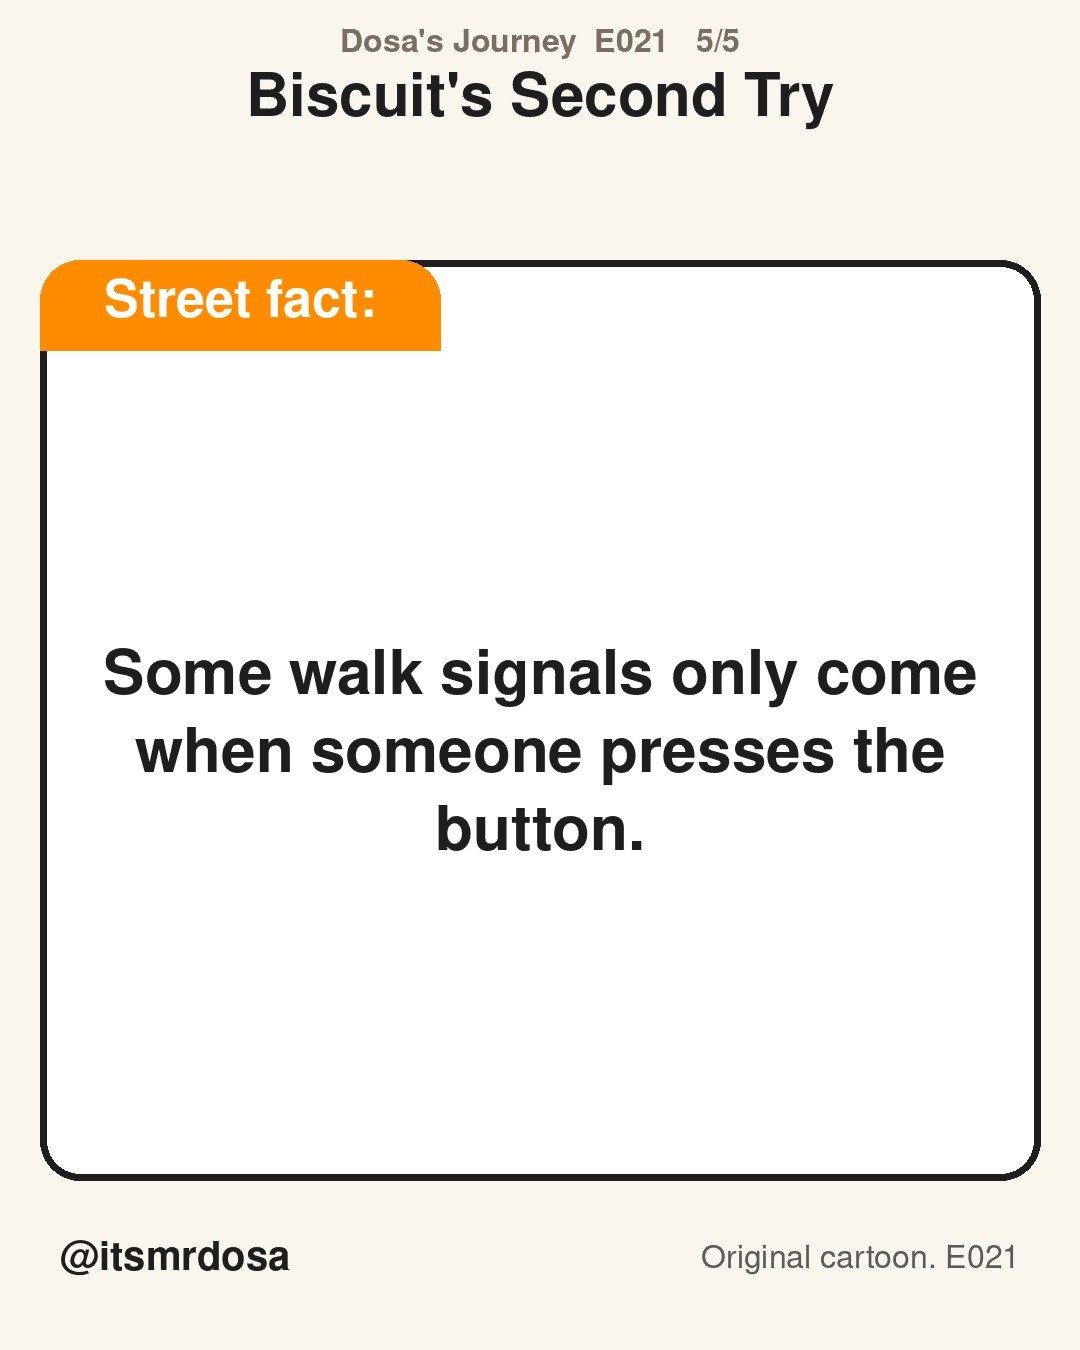 Dosa's Journey E021 5/5
Biscuit's Second Try
Street fact:
Some walk signals only come
when someone presses the
button.
@itsmrdosa
Original cartoon. E021